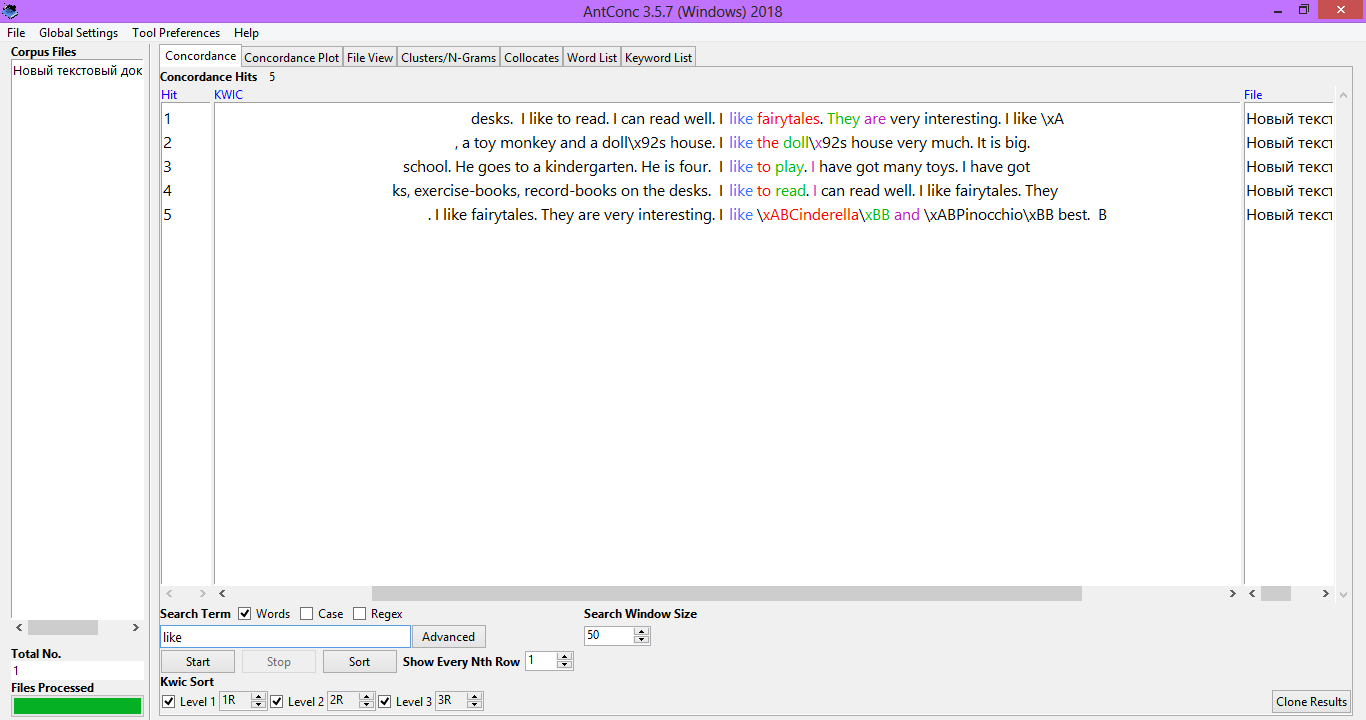 AntConc 3.5.7 (Windows) 2018
File Global Settings Tool Preferences Help
Corpus Files
Новый текстовый док
Concordance Concordance Plot File View Clusters/N-Grams Collocates Word List Keyword List
Concordance Hits 5
Hit KWIC File
1 desks.  I like to read. I can read well. I like fairytales. They are very interesting. I like \xA Новый текст
2 , a toy monkey and a doll\x92s house. I like the doll\x92s house very much. It is big. Новый текст
3 school. He goes to a kindergarten. He is four.  I like to play. I have got many toys. I have got Новый текст
4 ks, exercise-books, record-books on the desks.  I like to read. I can read well. I like fairytales. They Новый текст
5 . I like fairytales. They are very interesting. I like \xABCinderella\xBB and \xABPinocchio\xBB best.  B Новый текст
Search Term Words Case Regex Search Window Size
like Advanced 50
Start Stop Sort Show Every Nth Row 1
Total No.
1
Files Processed
Kwic Sort
Level 1 1R Level 2 2R Level 3 3R Clone Results